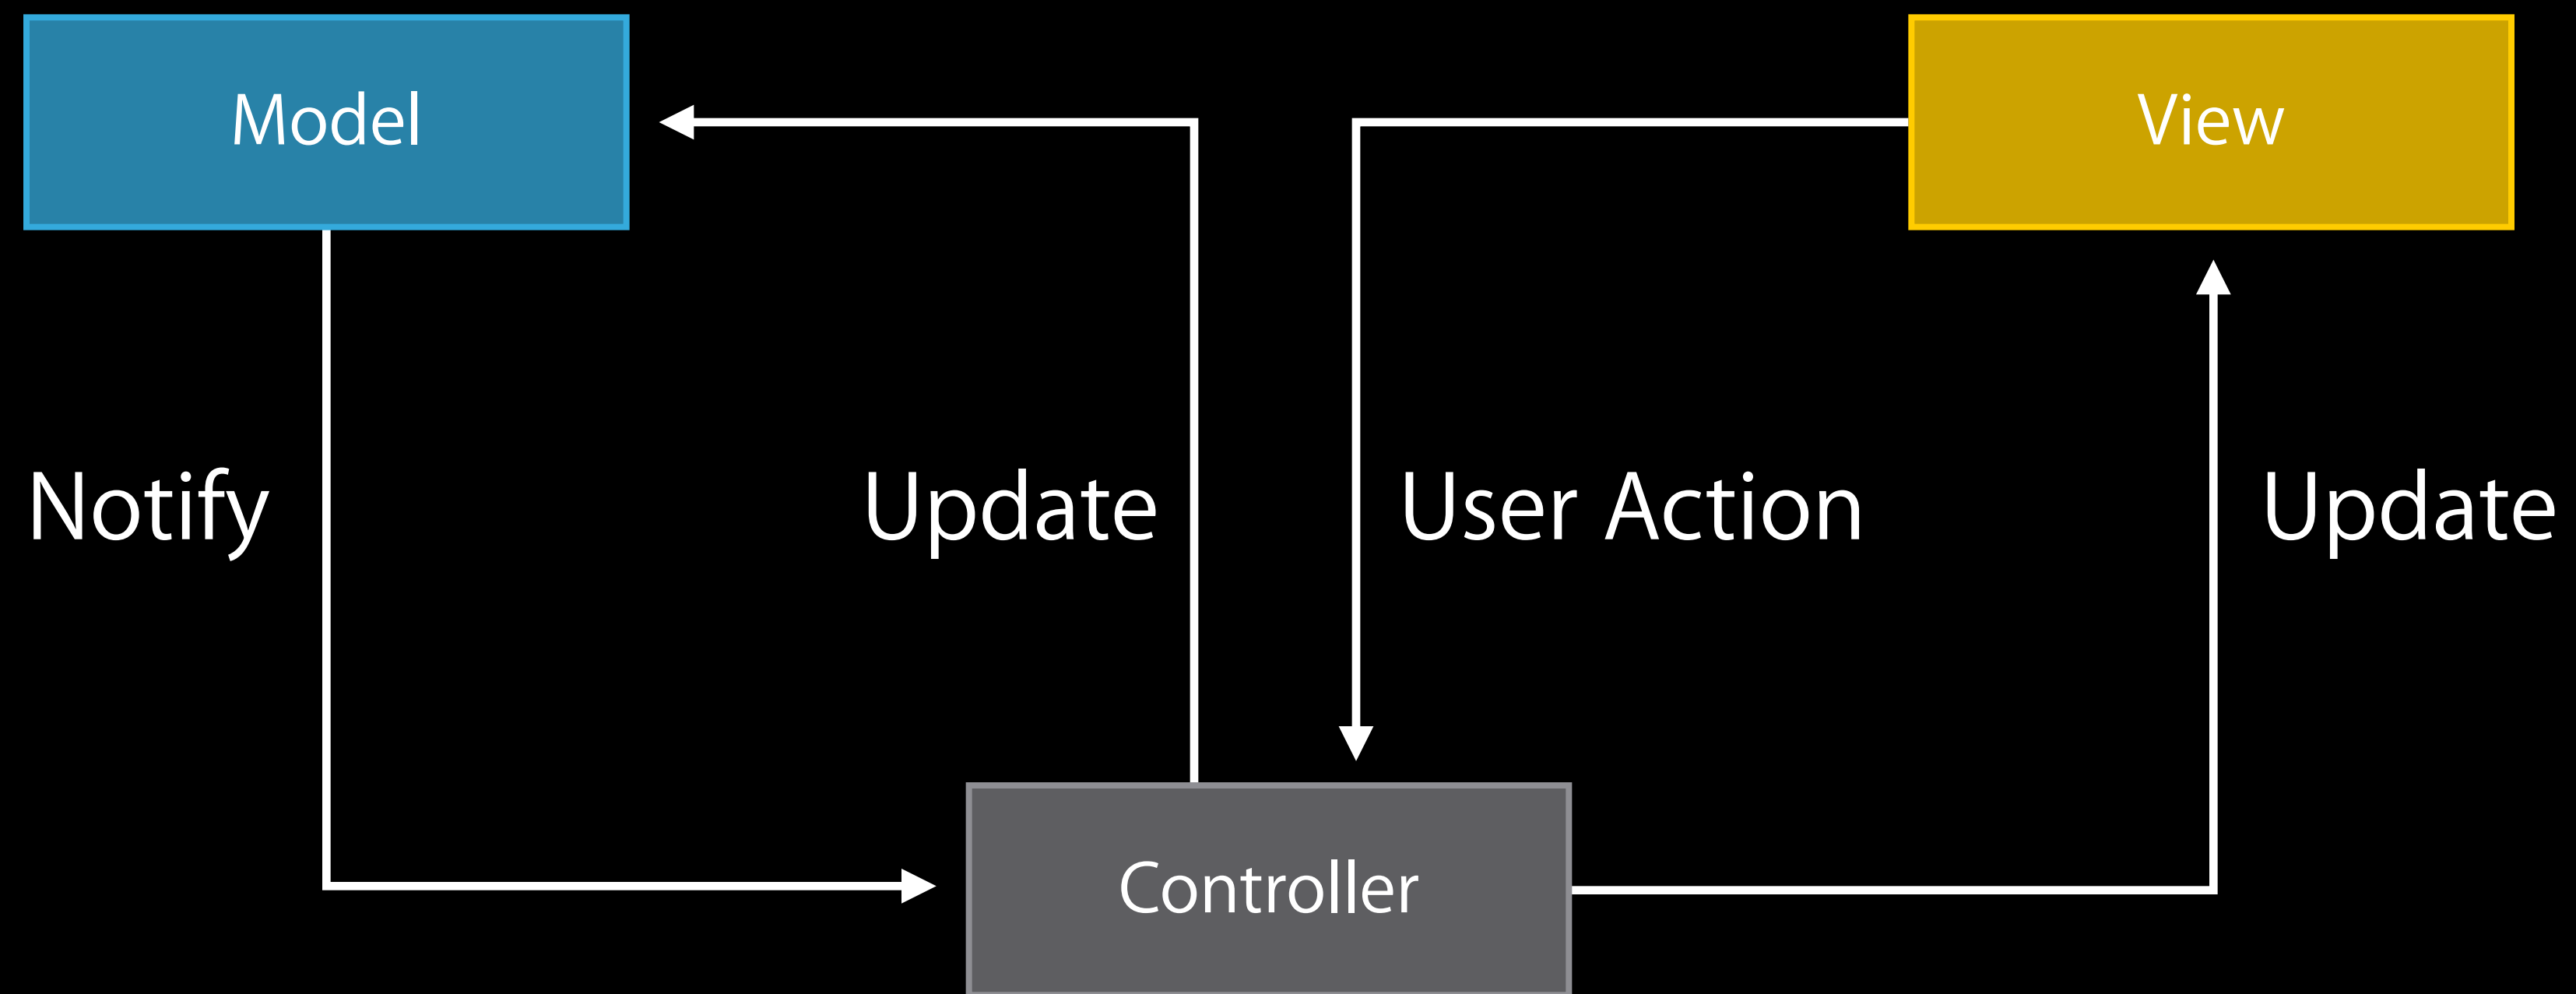 Model
View
Notify
Update
User Action
Update
Controller